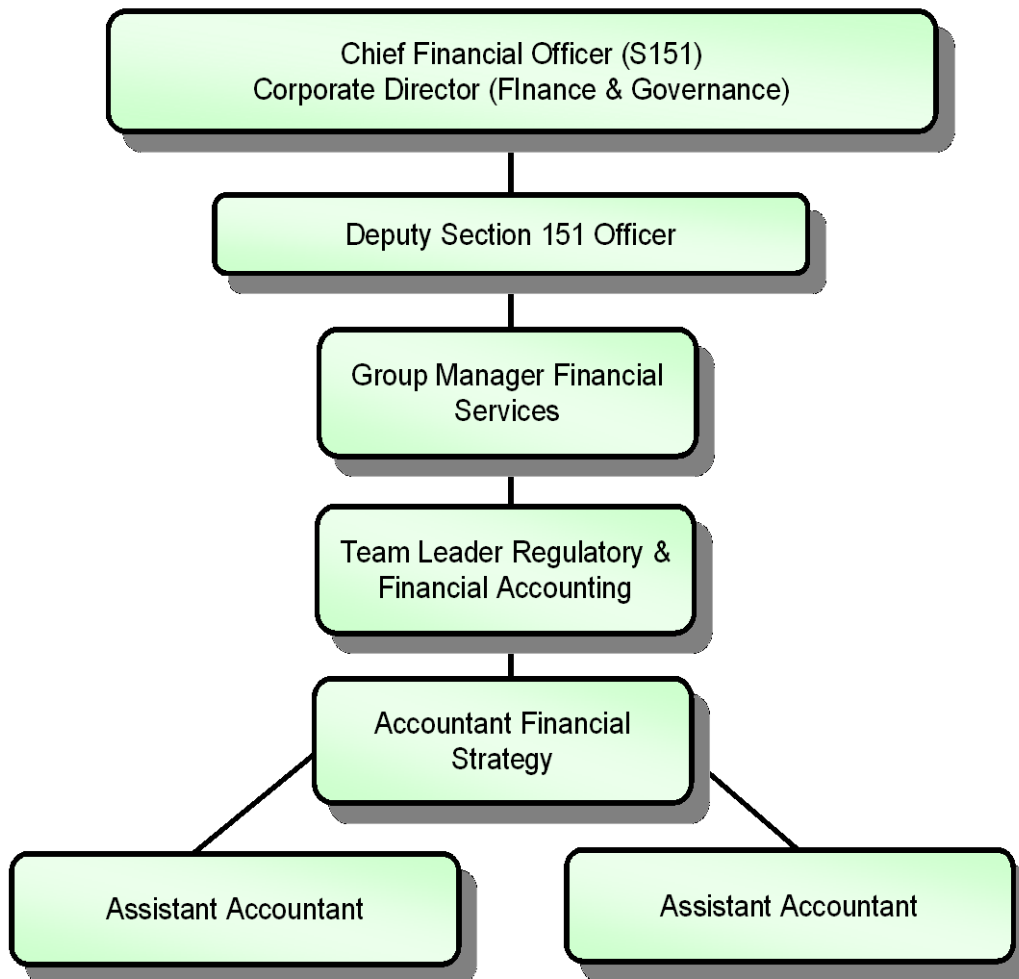 Chief Financial Officer (S151)
Corporate Director (FInance & Governance)
Deputy Section 151 Officer
Group Manager Financial
Services
Team Leader Regulatory &
Financial Accounting
Accountant Financial
Strategy
Assistant Accountant
Assistant Accountant